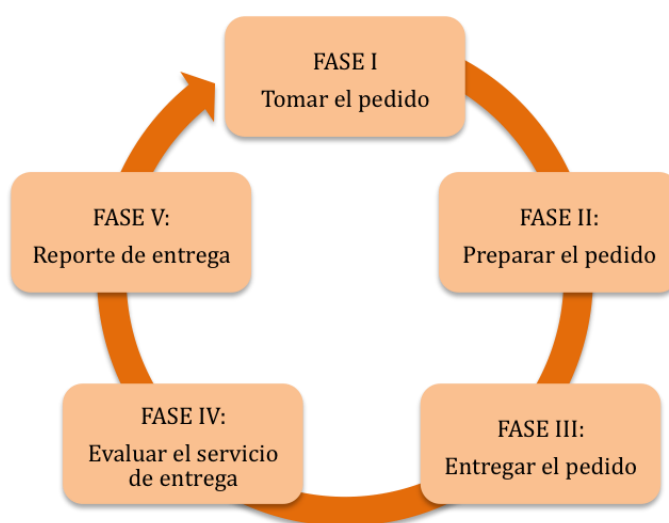 FASE I
Tomar el pedido
FASE II:
Preparar el pedido
FASE III:
Entregar el pedido
FASE IV:
Evaluar el servicio
de entrega
FASE V:
Reporte de entrega